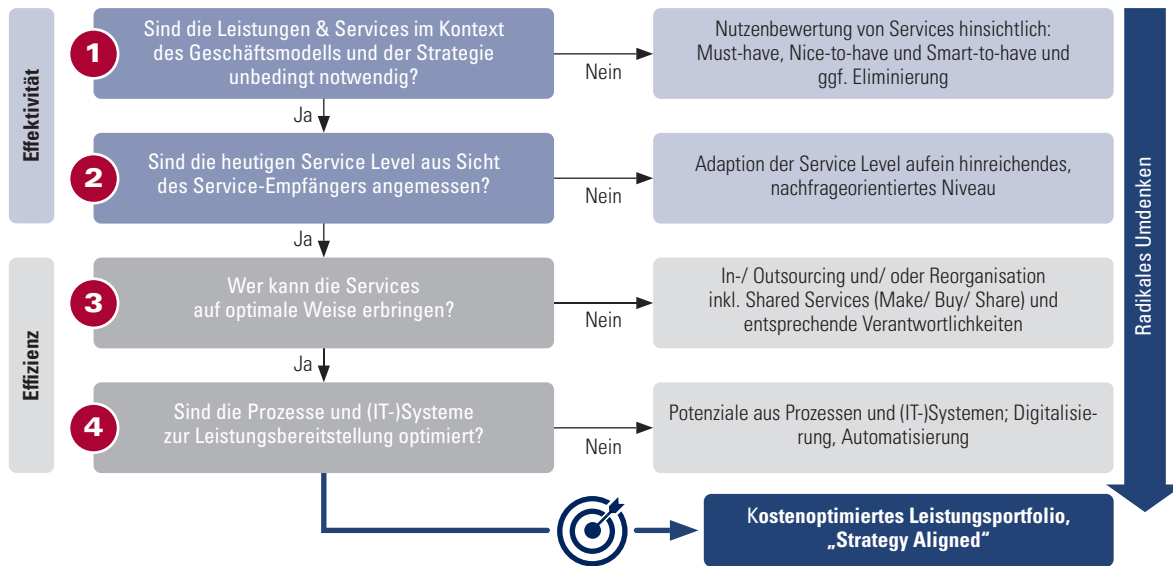 Effektivität
1
Sind die Leistungen & Services im Kontext
des Geschäftsmodells und der Strategie
unbedingt notwendig?
Nein
Nutzenbewertung von Services hinsichtlich:
Must-have, Nice-to-have und Smart-to-have und
ggf. Eliminierung
Ja
2
Sind die heutigen Service Level aus Sicht
des Service-Empfängers angemessen?
Nein
Adaption der Service Level aufein hinreichendes,
nachfrageorientiertes Niveau
Ja
Effizienz
3
Wer kann die Services
auf optimale Weise erbringen?
Nein
In-/ Outsourcing und/ oder Reorganisation
inkl. Shared Services (Make/ Buy/ Share) und
entsprechende Verantwortlichkeiten
Ja
4
Sind die Prozesse und (IT-)Systeme
zur Leistungsbereitstellung optimiert?
Nein
Potenziale aus Prozessen und (IT-)Systemen; Digitalisie-
rung, Automatisierung
Radikales Umdenken
Kostenoptimiertes Leistungsportfolio,
„Strategy Aligned“